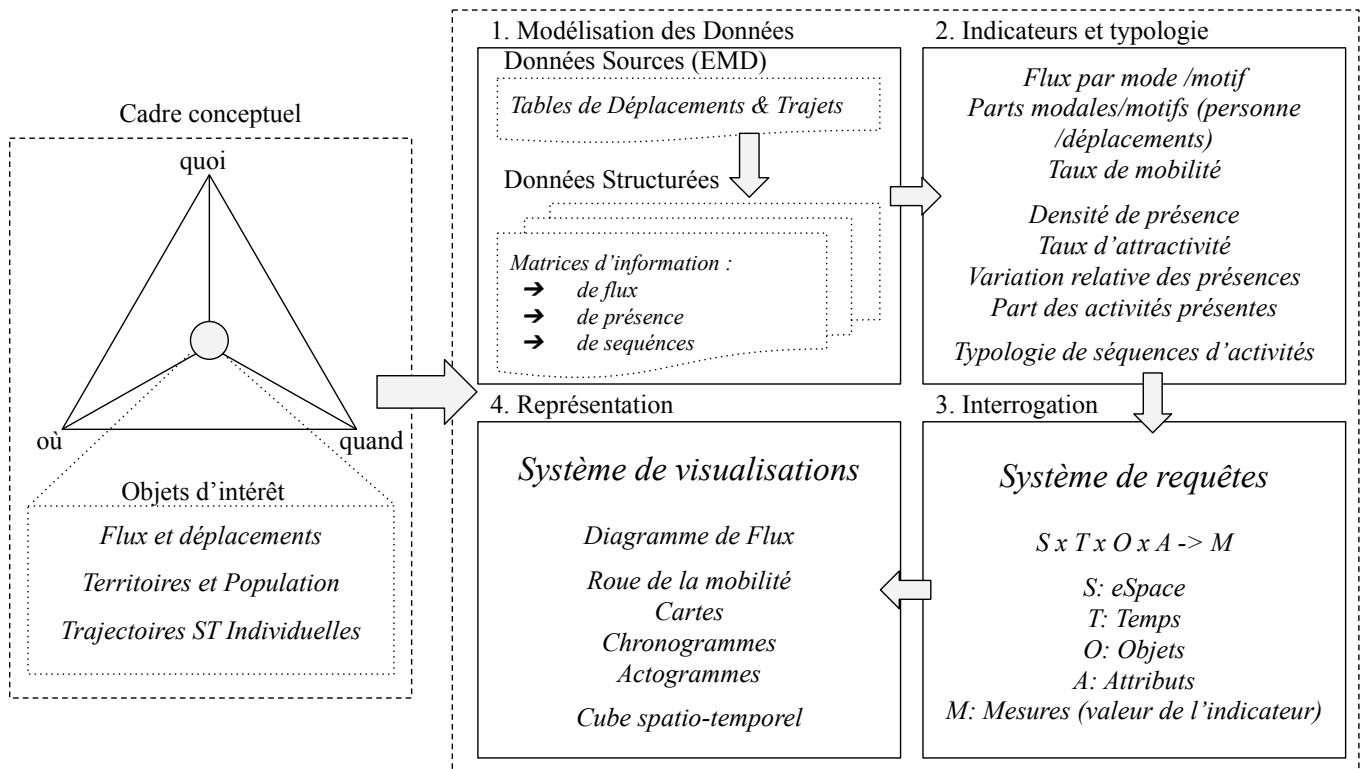 Cadre conceptuel
quoi
où
quand
Objets d’intérêt
Flux et déplacements
Territoires et Population
Trajectoires ST Individuelles
1. Modélisation des Données
Données Sources (EMD)
Tables de Déplacements & Trajets
Données Structurées
Matrices d’information :
➔ de flux
➔ de présence
➔ de sequénces
2. Indicateurs et typologie
Flux par mode /motif
Parts modales/motifs (personne
/déplacements)
Taux de mobilité
Densité de présence
Taux d’attractivité
Variation relative des présences
Part des activités présentes
Typologie de séquences d’activités
3. Interrogation
Système de requêtes
S x T x O x A -> M
S: eSpace
T: Temps
O: Objets
A: Attributs
M: Mesures (valeur de l’indicateur)
4. Représentation
Système de visualisations
Diagramme de Flux
Roue de la mobilité
Cartes
Chronogrammes
Actogrammes
Cube spatio-temporel